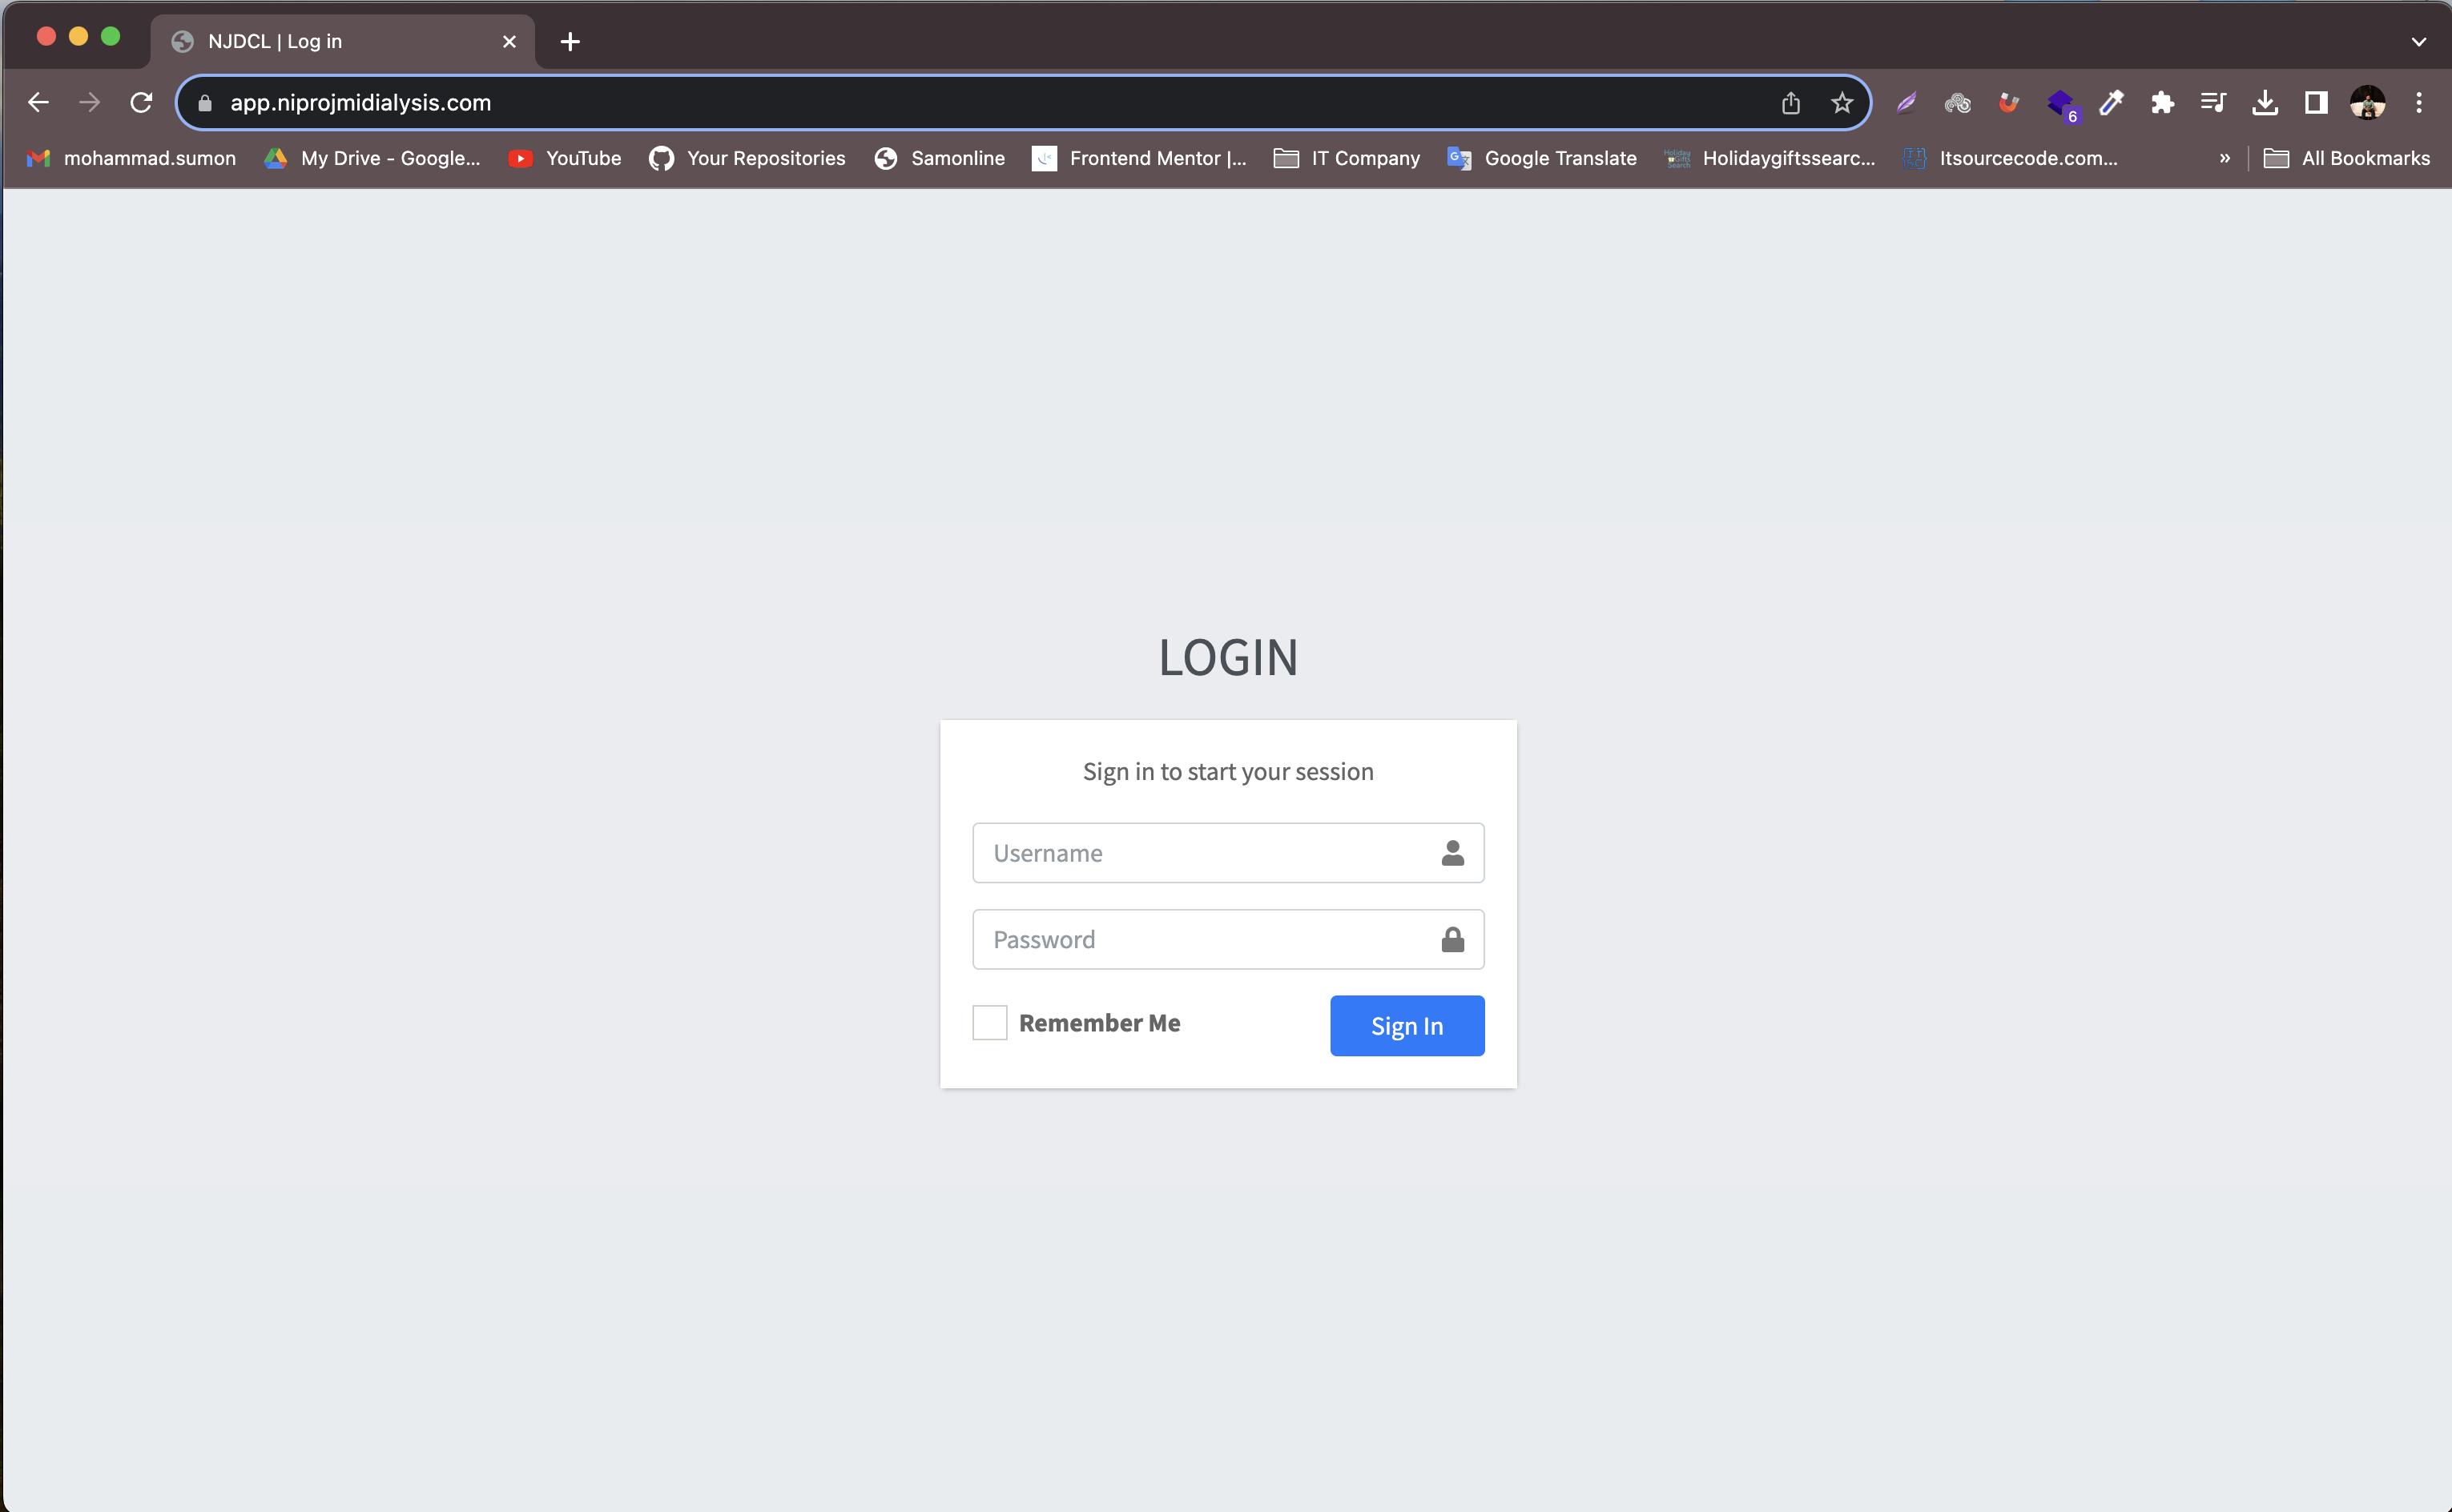 NJDCL | Log in
app.niprojmidialysis.com
6
mohammad.sumon My Drive - Google... YouTube Your Repositories Samonline Frontend Mentor |... IT Company Google Translate Holidaygiftssearc... Itsourcecode.com... » All Bookmarks
LOGIN
Sign in to start your session
Username
Password
Remember Me Sign In